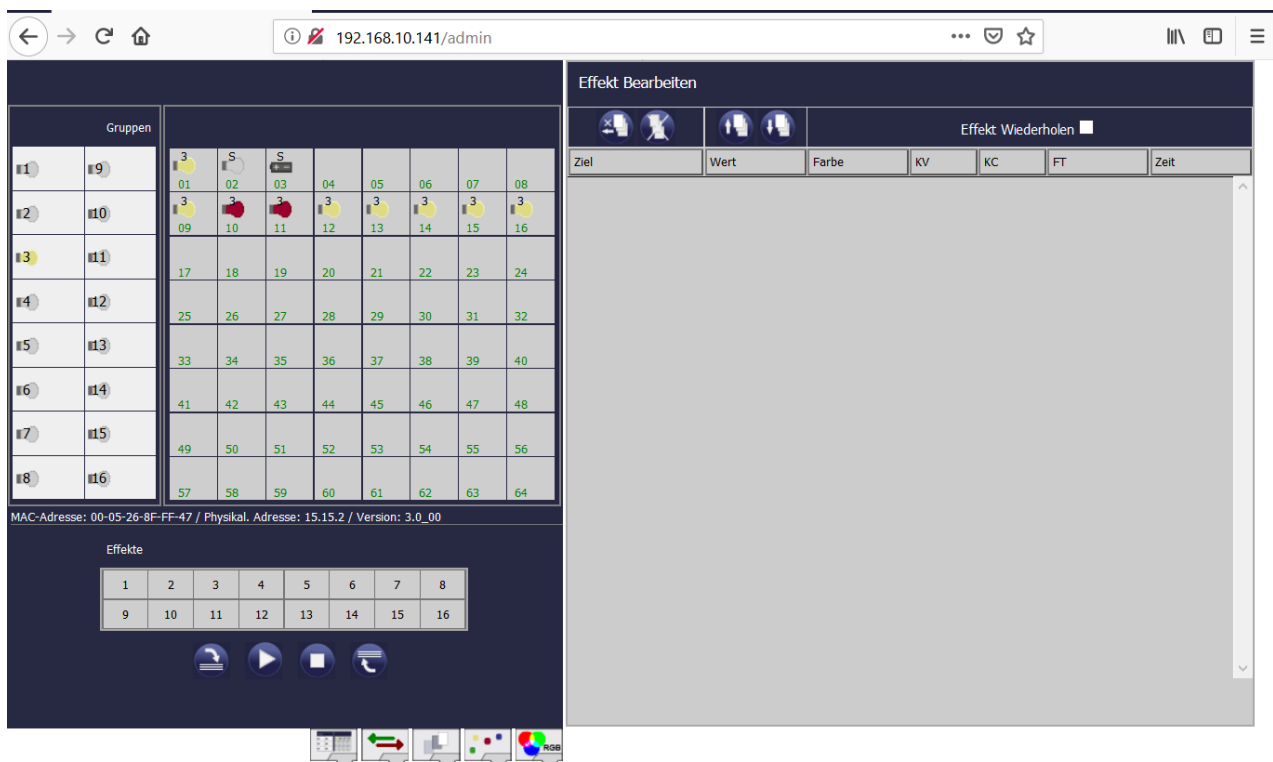 192.168.10.141/admin
Effekt Bearbeiten
Gruppen
Effekt Wiederholen
Ziel Wert Farbe KV KC FT Zeit
1 9
2 10
3 11
4 12
5 13
6 14
7 15
8 16
3 S S
01 02 03 04 05 06 07 08
3 3 3 3 3 3 3 3
09 10 11 12 13 14 15 16
17 18 19 20 21 22 23 24
25 26 27 28 29 30 31 32
33 34 35 36 37 38 39 40
41 42 43 44 45 46 47 48
49 50 51 52 53 54 55 56
57 58 59 60 61 62 63 64
MAC-Adresse: 00-05-26-8F-FF-47 / Physikal. Adresse: 15.15.2 / Version: 3.0_00
Effekte
1 2 3 4 5 6 7 8
9 10 11 12 13 14 15 16
RGB